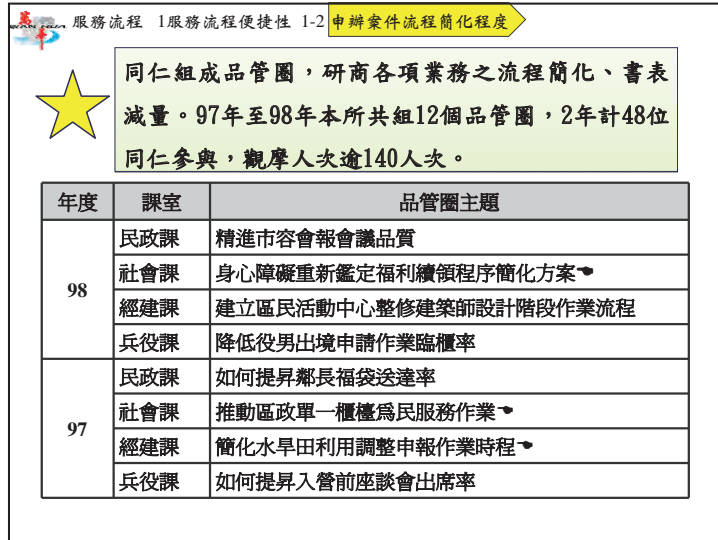 萬華
WAN HUA
服務流程 1服務流程便捷性 1-2 申辦案件流程簡化程度
同仁組成品管圈，研商各項業務之流程簡化、書表
減量。97年至98年本所共組12個品管圈，2年計48位
同仁參與，觀摩人次逾140人次。
年度 課室 品管圈主題
98
民政課 精進市容會報會議品質
社會課 身心障礙重新鑑定福利續領程序簡化方案
經建課 建立區民活動中心整修建築師設計階段作業流程
兵役課 降低役男出境申請作業臨櫃率
97
民政課 如何提昇鄰長福袋送達率
社會課 推動區政單一櫃檯爲民服務作業
經建課 簡化水旱田利用調整申報作業時程
兵役課 如何提昇入營前座談會出席率